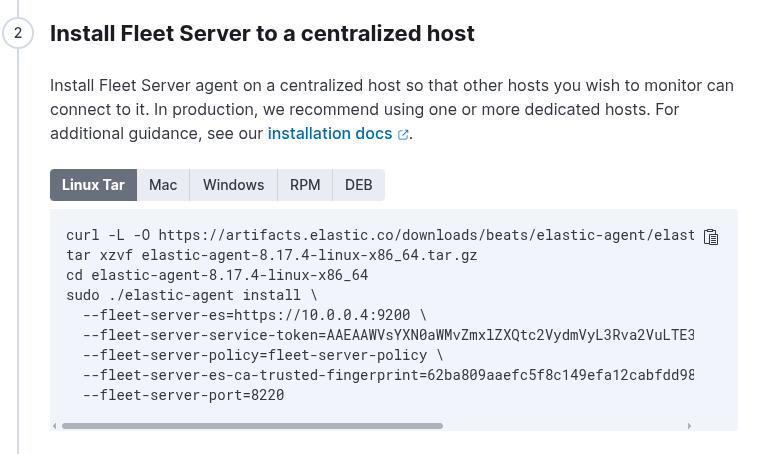 2
Install Fleet Server to a centralized host
Install Fleet Server agent on a centralized host so that other hosts you wish to monitor can
connect to it. In production, we recommend using one or more dedicated hosts. For
additional guidance, see our installation docs.
Linux Tar Mac Windows RPM DEB
curl -L -O https://artifacts.elastic.co/downloads/beats/elastic-agent/elast
tar xzvf elastic-agent-8.17.4-linux-x86_64.tar.gz
cd elastic-agent-8.17.4-linux-x86_64
sudo ./elastic-agent install \
--fleet-server-es=https://10.0.0.4:9200 \
--fleet-server-service-token=AAEAAWVsYXN0aWMvZmxlZXQtc2VydmVyL3Rva2VuLTE3
--fleet-server-policy=fleet-server-policy \
--fleet-server-es-ca-trusted-fingerprint=62ba809aaefc5f8c149efa12cabfdd98
--fleet-server-port=8220